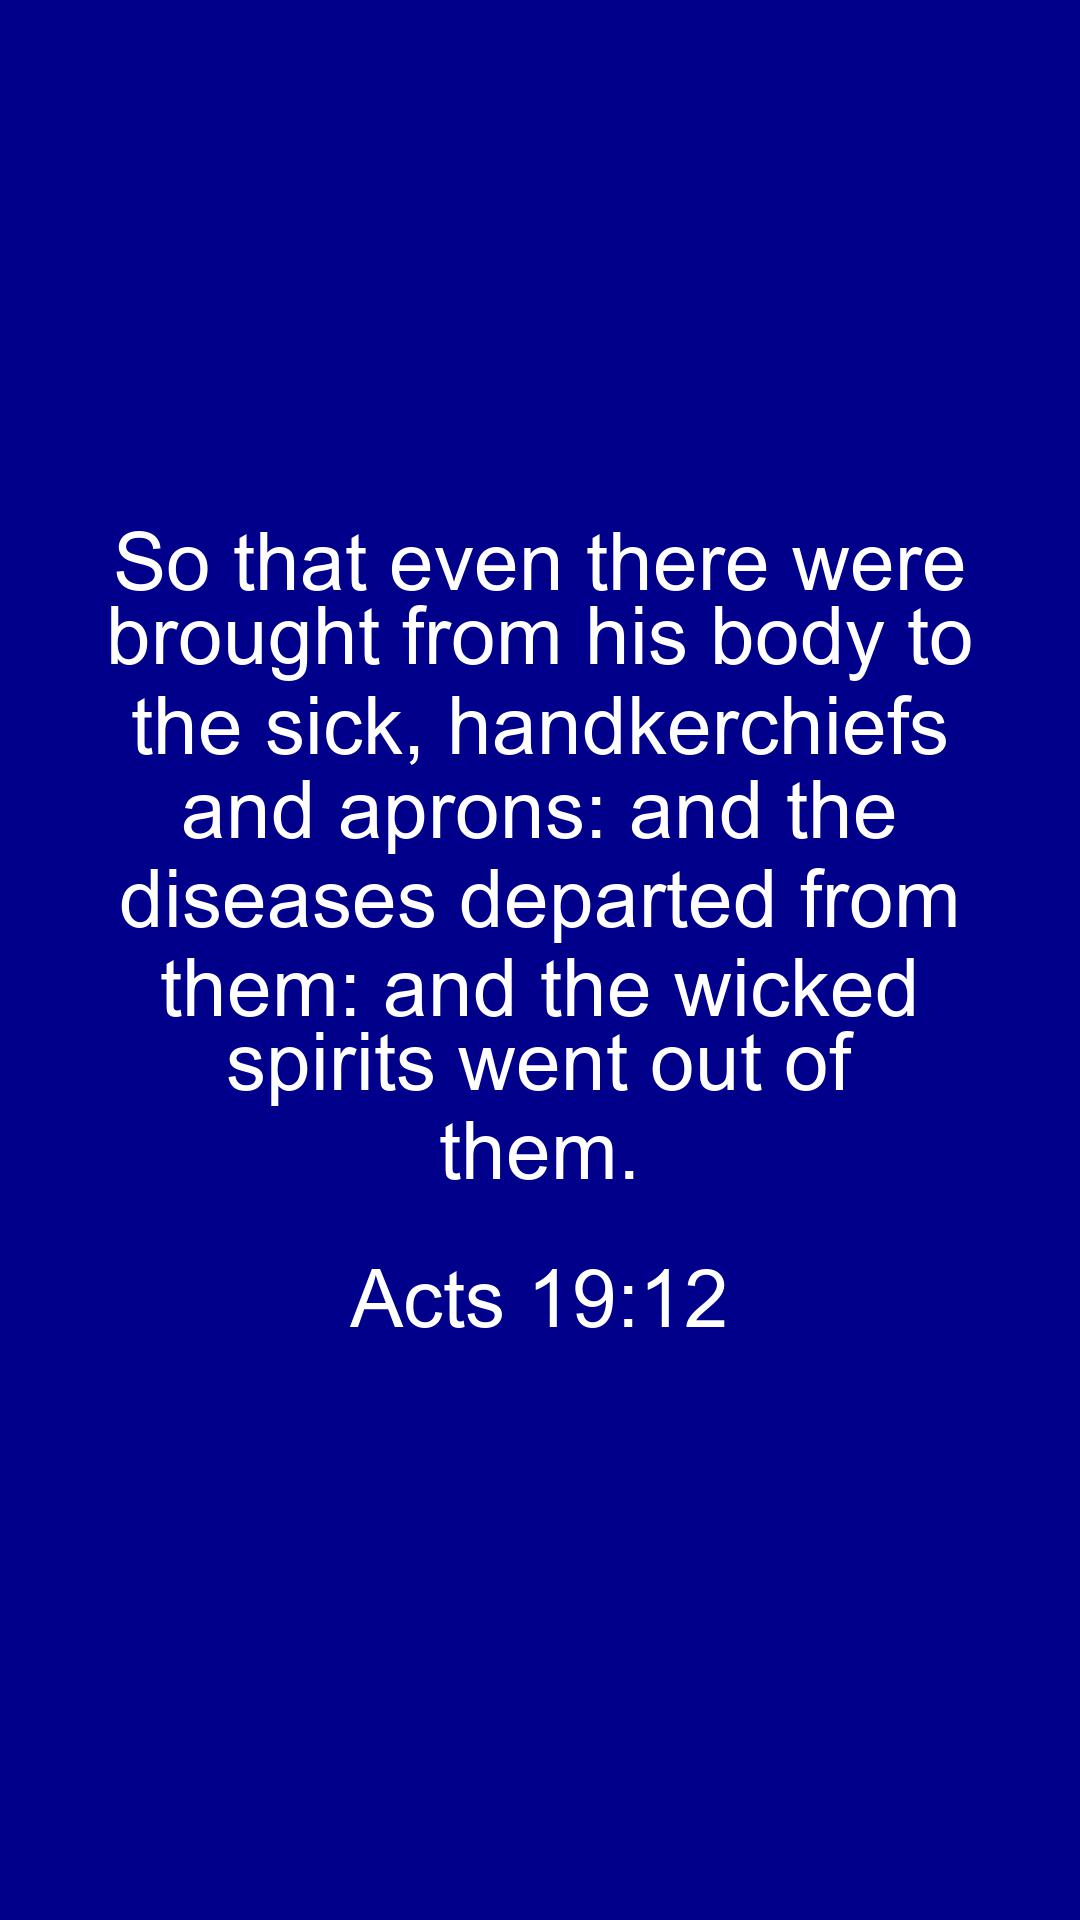 So that even there were
brought from his body to
the sick, handkerchiefs
and aprons: and the
diseases departed from
them: and the wicked
spirits went out of
them.
Acts 19:12